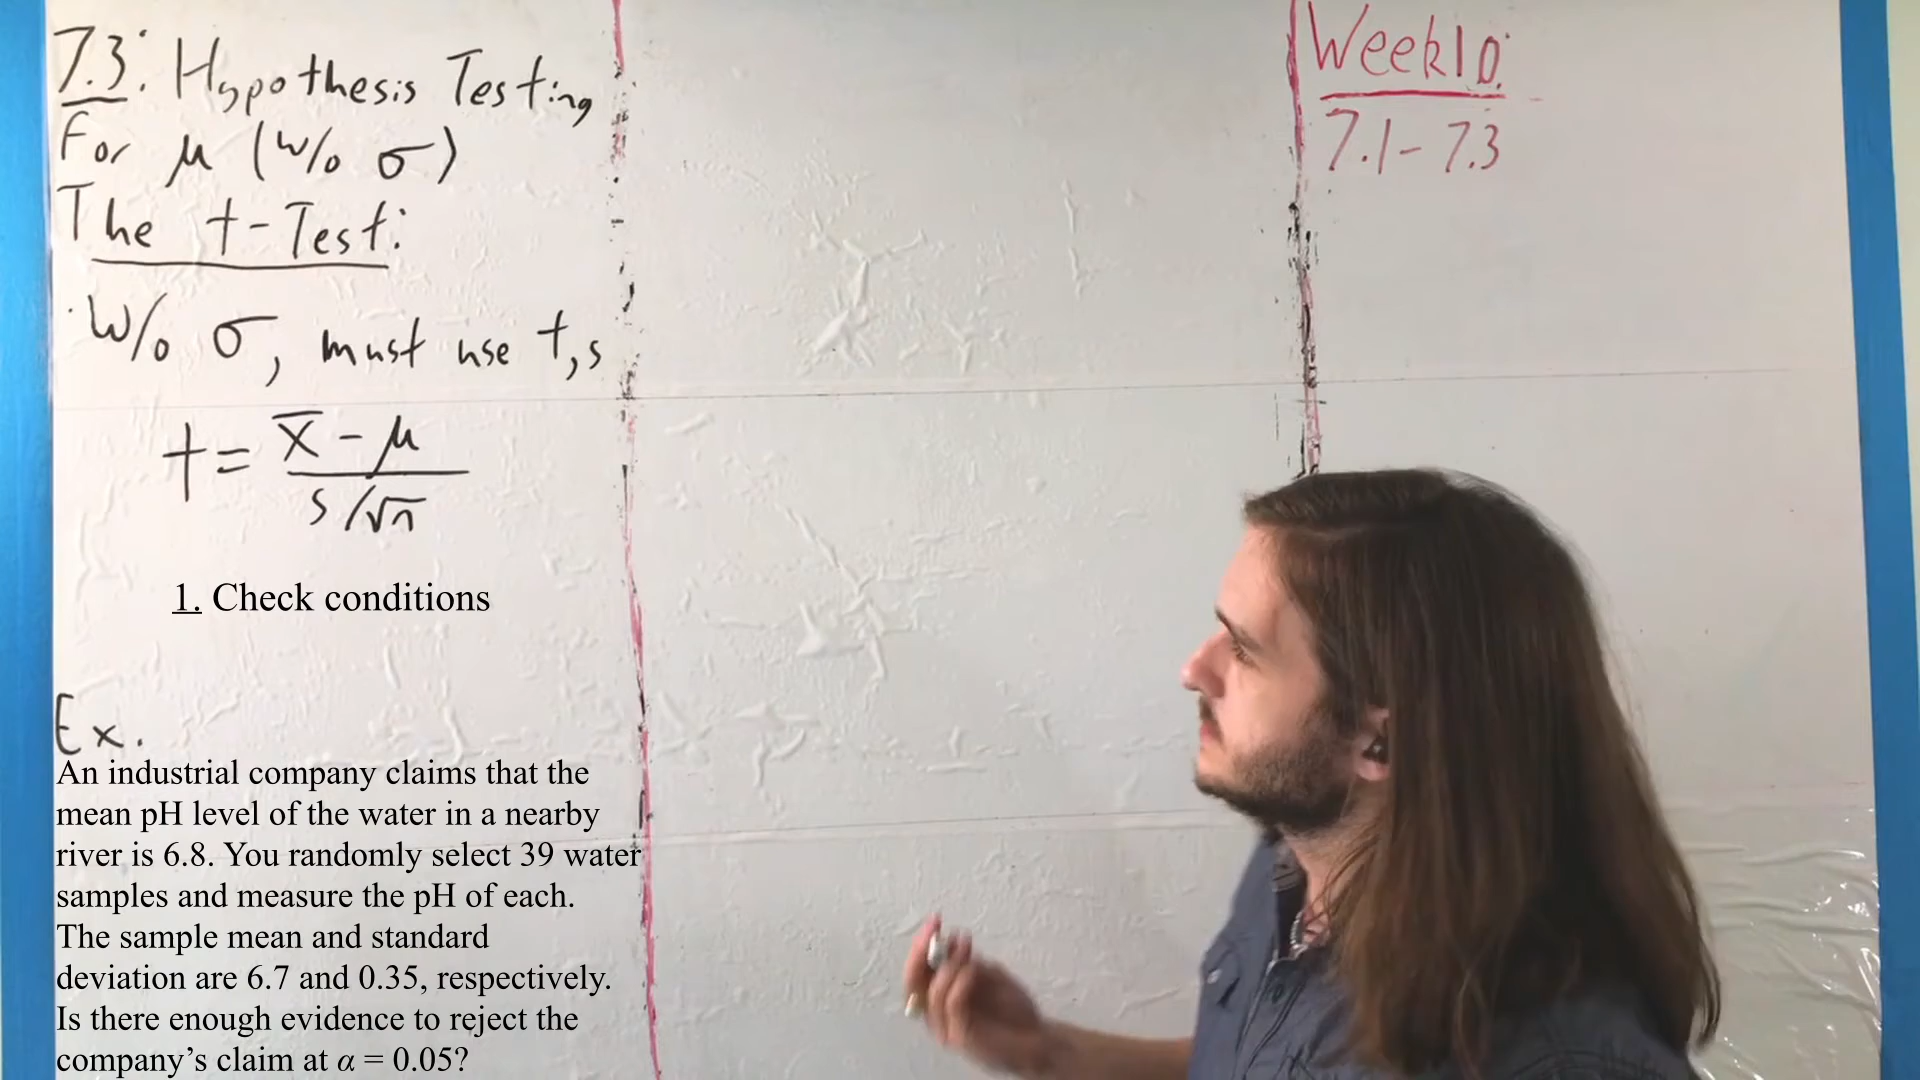 7.3: Hypothesis Testing
For μ (w/o σ)
The t-Test:
· w/o σ, must use t,s
t = x̄ - μ
s/√n
1. Check conditions
Ex.
An industrial company claims that the
mean pH level of the water in a nearby
river is 6.8. You randomly select 39 water
samples and measure the pH of each.
The sample mean and standard
deviation are 6.7 and 0.35, respectively.
Is there enough evidence to reject the
company's claim at α = 0.05?
Week 10:
7.1 - 7.3